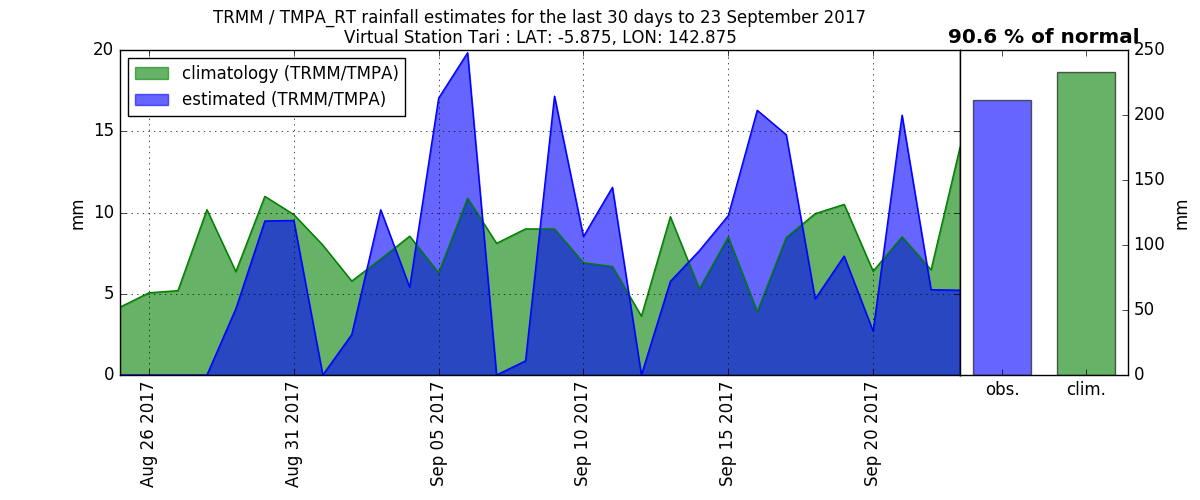 TRMM / TMPA_RT rainfall estimates for the last 30 days to 23 September 2017
Virtual Station Tari : LAT: -5.875, LON: 142.875
90.6 % of normal
climatology (TRMM/TMPA)
estimated (TRMM/TMPA)
20
15
10
5
0
mm
Aug 26 2017
Aug 31 2017
Sep 05 2017
Sep 10 2017
Sep 15 2017
Sep 20 2017
250
200
150
100
50
0
mm
obs.
clim.